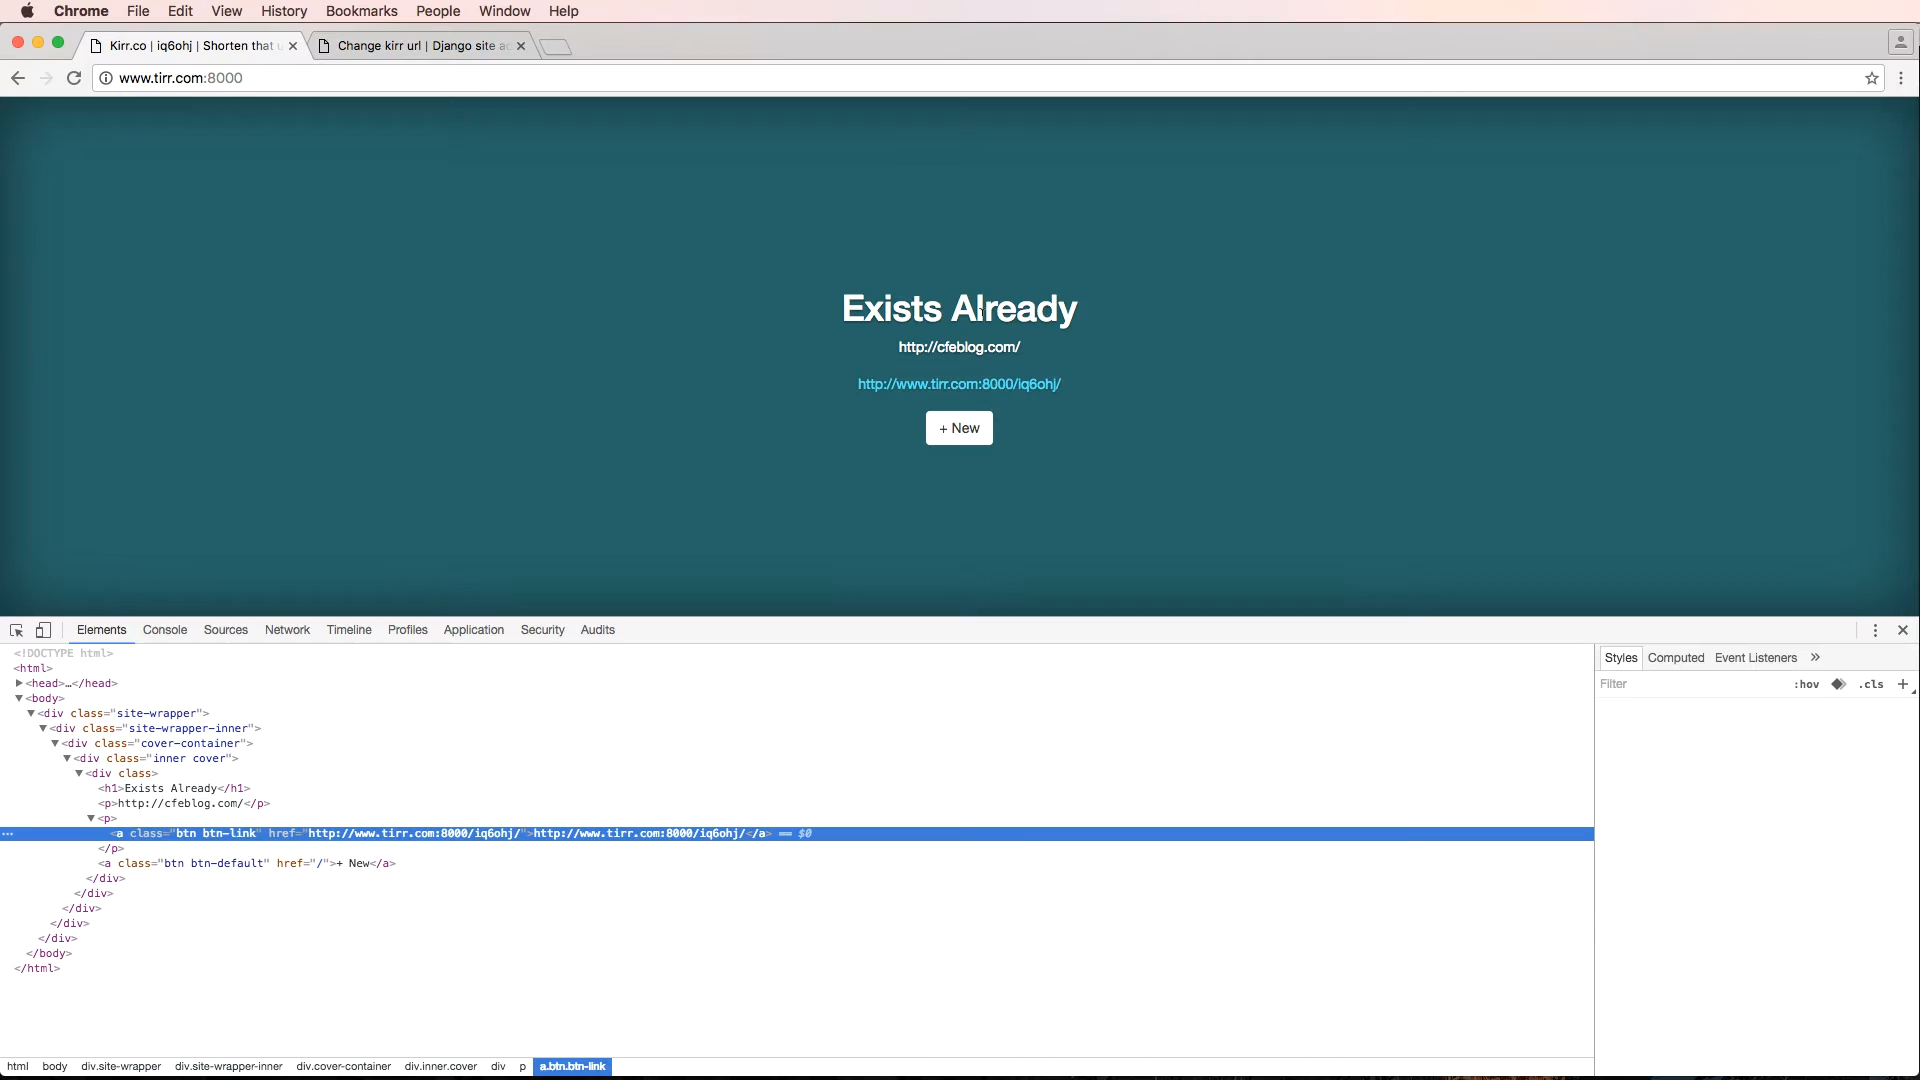 Chrome File Edit View History Bookmarks People Window Help
Kirr.co | iq6ohj | Shorten that Change kirr url | Django site
www.tirr.com:8000
Exists Already
http://cfeblog.com/
http://www.tirr.com:8000/iq6ohj/
+ New
Elements Console Sources Network Timeline Profiles Application Security Audits
<!DOCTYPE html>
<html>
<head>…</head>
<body>
<div class="site-wrapper">
<div class="site-wrapper-inner">
<div class="cover-container">
<div class="inner cover">
<div class>
<h1>Exists Already</h1>
<p>http://cfeblog.com/</p>
<p>
<a class="btn btn-link" href="http://www.tirr.com:8000/iq6ohj/">http://www.tirr.com:8000/iq6ohj/</a> == $0
</p>
<a class="btn btn-default" href="/">+ New</a>
</div>
</div>
</div>
</div>
</div>
</body>
</html>
Styles Computed Event Listeners »
Filter :hov .cls +
html body div.site-wrapper div.site-wrapper-inner div.cover-container div.inner.cover div p a.btn.btn-link